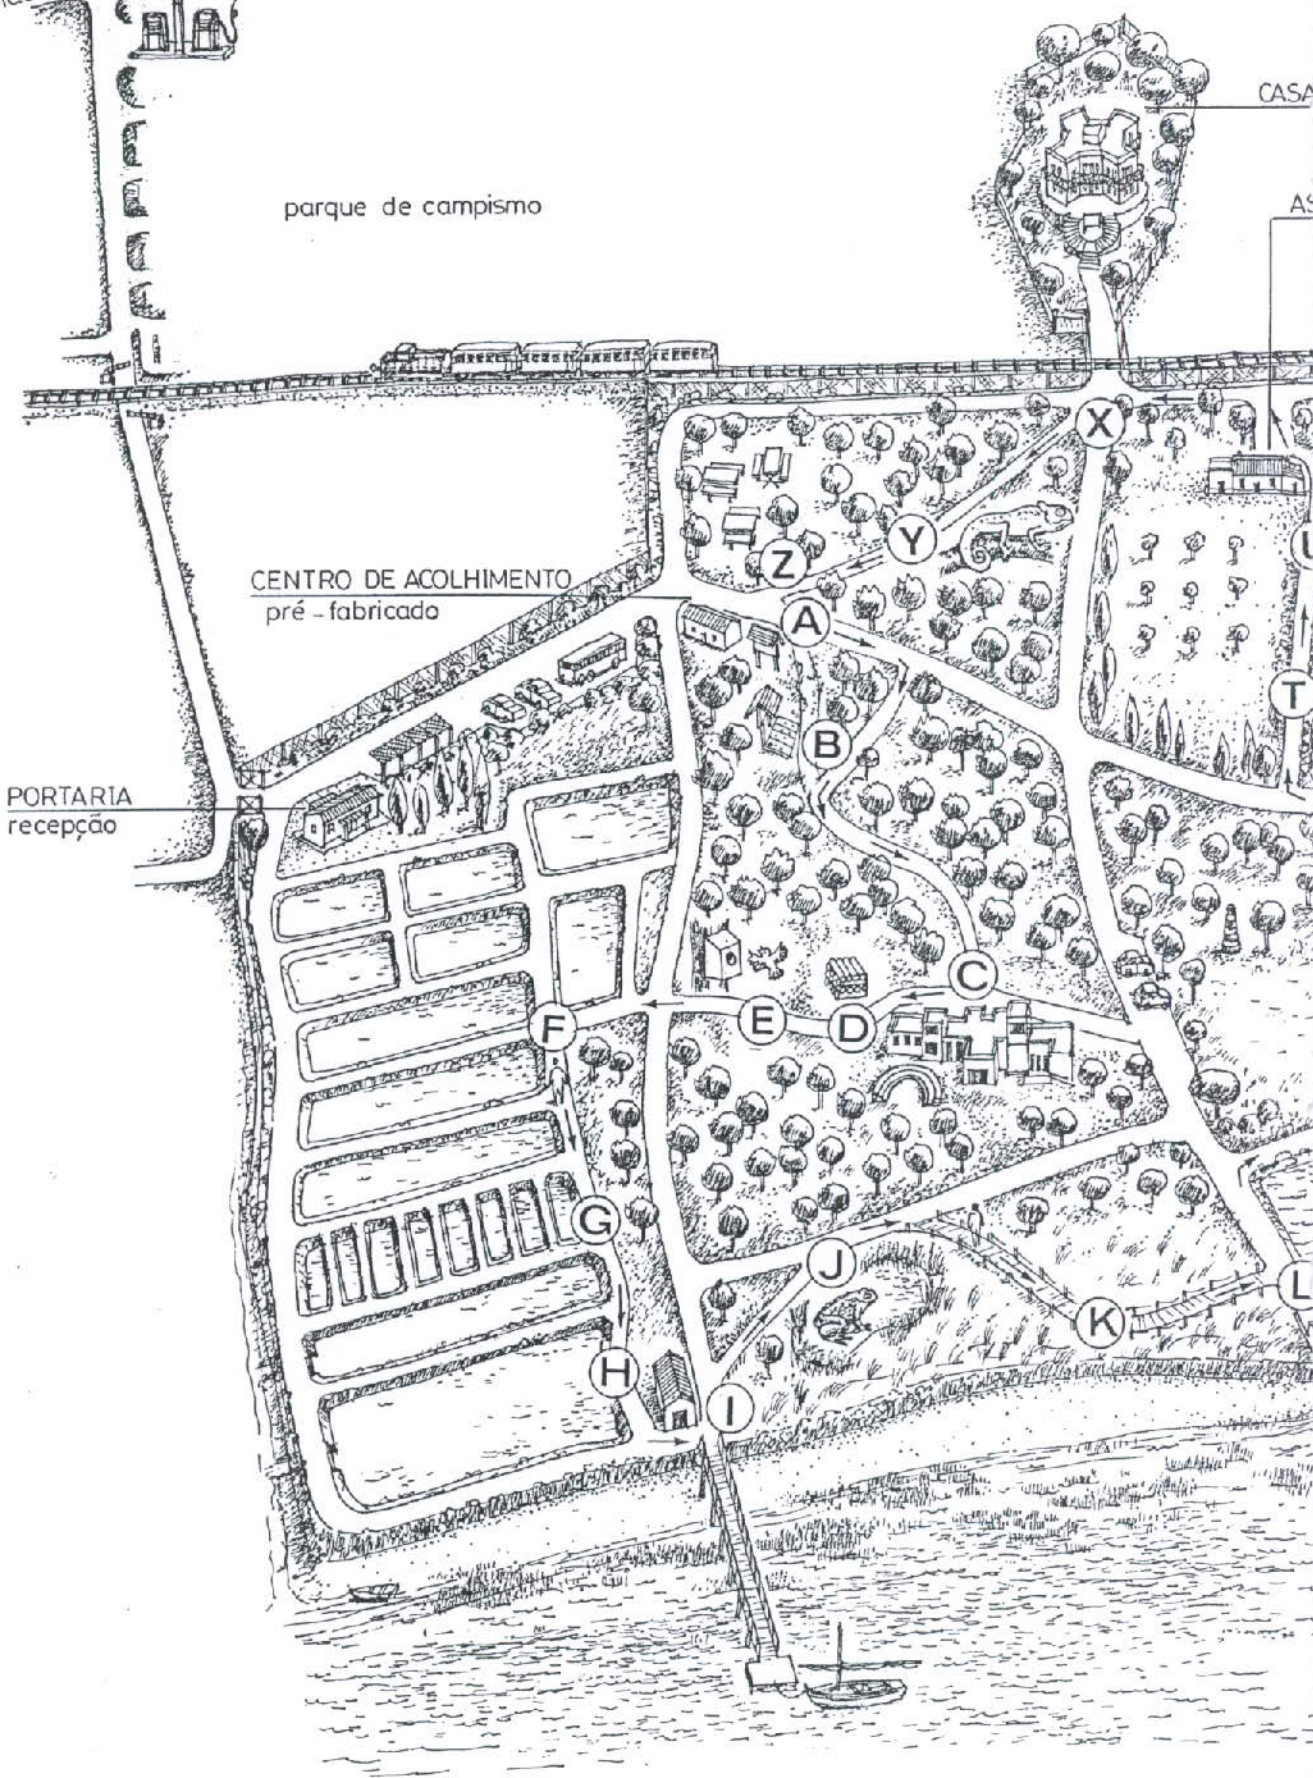 CASA
parque de campismo
AS
X
Y
Z
CENTRO DE ACOLHIMENTO
pré-fabricado
A
T
B
PORTARIA
recepção
C
E
D
F
G
J
L
K
H
I